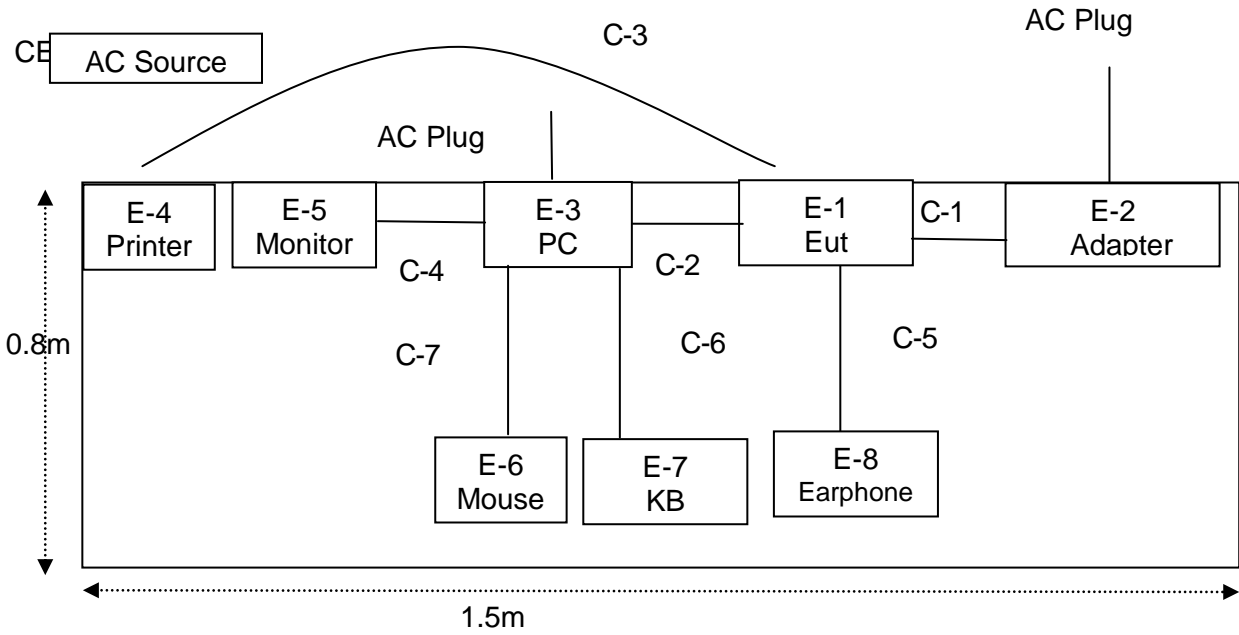 AC Plug
C-3
CE
AC Source
AC Plug
E-4
Printer
E-5
Monitor
E-3
PC
E-1
Eut
C-1
E-2
Adapter
C-4
C-2
0.8m
C-7
C-6
C-5
E-6
Mouse
E-7
KB
E-8
Earphone
1.5m